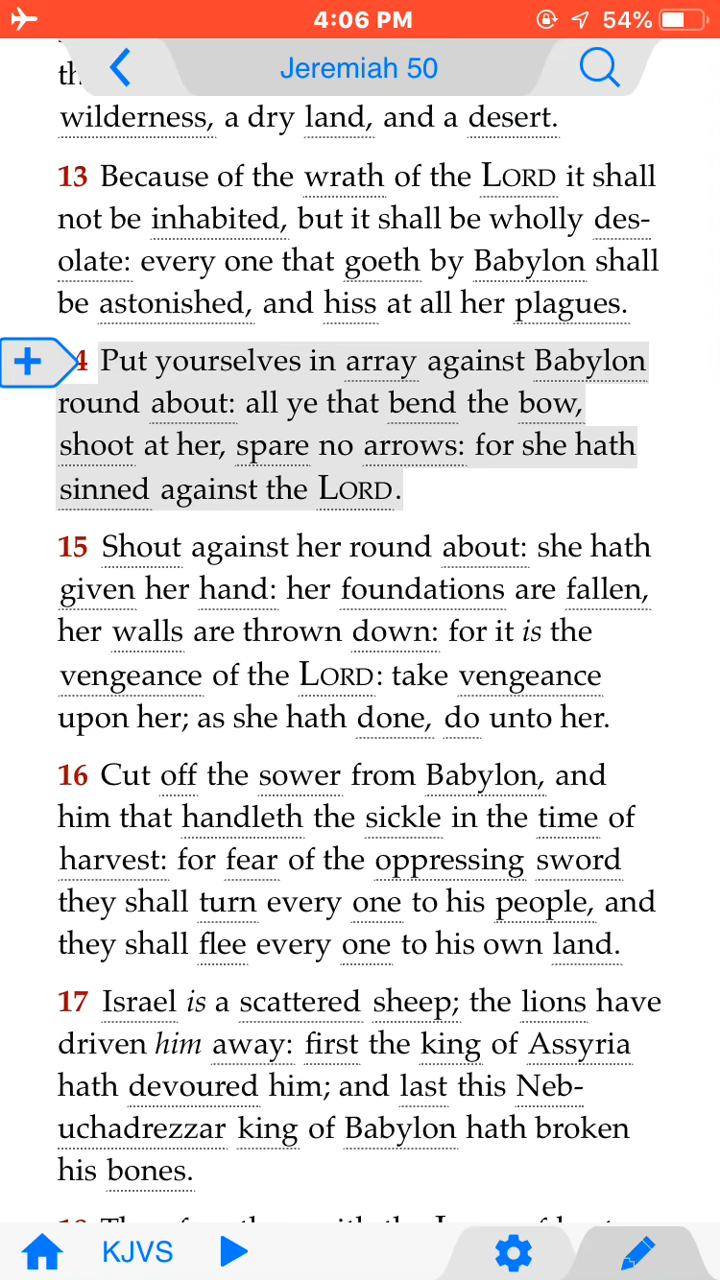 4:06 PM
54%
Jeremiah 50
th
wilderness, a dry land, and a desert.
13 Because of the wrath of the LORD it shall
not be inhabited, but it shall be wholly des-
olate: every one that goeth by Babylon shall
be astonished, and hiss at all her plagues.
4 Put yourselves in array against Babylon
round about: all ye that bend the bow,
shoot at her, spare no arrows: for she hath
sinned against the LORD.
15 Shout against her round about: she hath
given her hand: her foundations are fallen,
her walls are thrown down: for it is the
vengeance of the LORD: take vengeance
upon her; as she hath done, do unto her.
16 Cut off the sower from Babylon, and
him that handleth the sickle in the time of
harvest: for fear of the oppressing sword
they shall turn every one to his people, and
they shall flee every one to his own land.
17 Israel is a scattered sheep; the lions have
driven him away: first the king of Assyria
hath devoured him; and last this Neb-
uchadrezzar king of Babylon hath broken
his bones.
KJVS